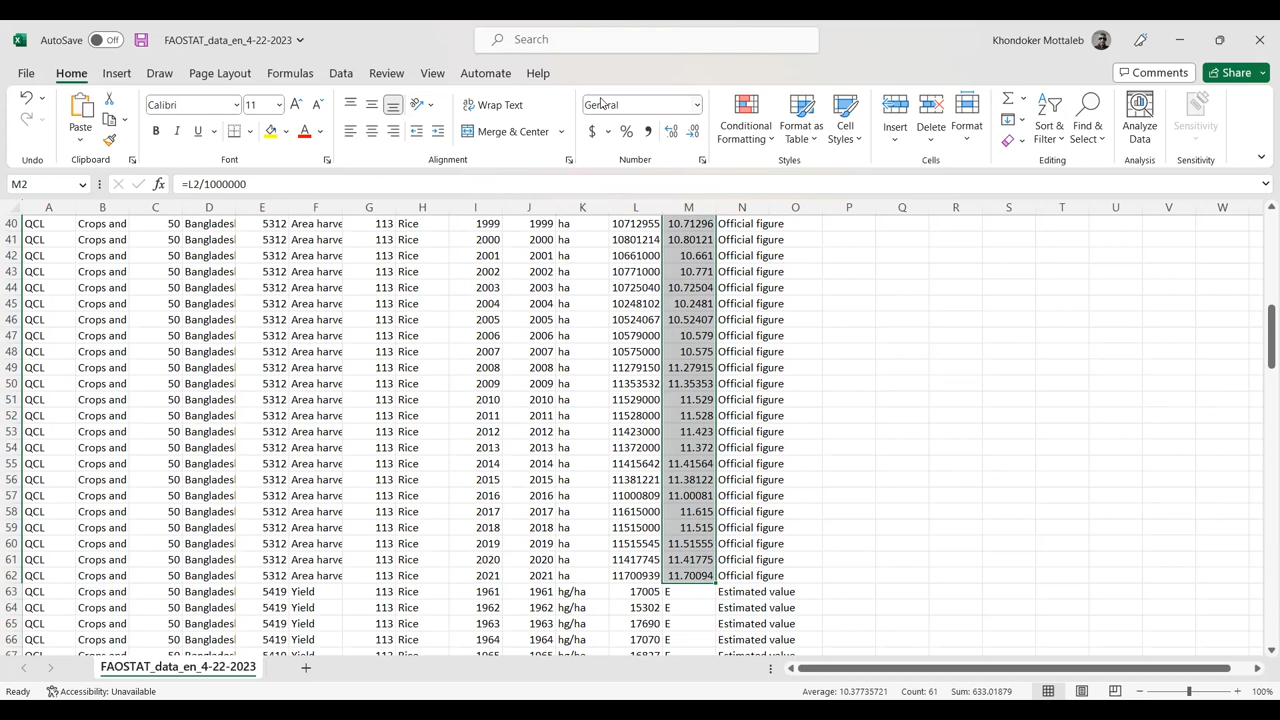 AutoSave Off FAOSTAT_data_en_4-22-2023 Search Khondoker Mottaleb
File Home Insert Draw Page Layout Formulas Data Review View Automate Help Comments Share
Calibri 11 Wrap Text General
Paste B I U Merge & Center $ % Conditional Formatting Format as Table Cell Styles Insert Delete Format Sort & Filter Find & Select Analyze Data Sensitivity
Undo Clipboard Font Alignment Number Styles Cells Editing Analysis Sensitivity
M2 fx =L2/1000000
A B C D E F G H I J K L M N O P Q R S T U V W
40 QCL Crops and 50 Banglades 5312 Area harve 113 Rice 1999 1999 ha 10712955 10.71296 Official figure
41 QCL Crops and 50 Banglades 5312 Area harve 113 Rice 2000 2000 ha 10801214 10.80121 Official figure
42 QCL Crops and 50 Banglades 5312 Area harve 113 Rice 2001 2001 ha 10661000 10.661 Official figure
43 QCL Crops and 50 Banglades 5312 Area harve 113 Rice 2002 2002 ha 10771000 10.771 Official figure
44 QCL Crops and 50 Banglades 5312 Area harve 113 Rice 2003 2003 ha 10725040 10.72504 Official figure
45 QCL Crops and 50 Banglades 5312 Area harve 113 Rice 2004 2004 ha 10248102 10.2481 Official figure
46 QCL Crops and 50 Banglades 5312 Area harve 113 Rice 2005 2005 ha 10524067 10.52407 Official figure
47 QCL Crops and 50 Banglades 5312 Area harve 113 Rice 2006 2006 ha 10579000 10.579 Official figure
48 QCL Crops and 50 Banglades 5312 Area harve 113 Rice 2007 2007 ha 10575000 10.575 Official figure
49 QCL Crops and 50 Banglades 5312 Area harve 113 Rice 2008 2008 ha 11279150 11.27915 Official figure
50 QCL Crops and 50 Banglades 5312 Area harve 113 Rice 2009 2009 ha 11353532 11.35353 Official figure
51 QCL Crops and 50 Banglades 5312 Area harve 113 Rice 2010 2010 ha 11529000 11.529 Official figure
52 QCL Crops and 50 Banglades 5312 Area harve 113 Rice 2011 2011 ha 11528000 11.528 Official figure
53 QCL Crops and 50 Banglades 5312 Area harve 113 Rice 2012 2012 ha 11423000 11.423 Official figure
54 QCL Crops and 50 Banglades 5312 Area harve 113 Rice 2013 2013 ha 11372000 11.372 Official figure
55 QCL Crops and 50 Banglades 5312 Area harve 113 Rice 2014 2014 ha 11415642 11.41564 Official figure
56 QCL Crops and 50 Banglades 5312 Area harve 113 Rice 2015 2015 ha 11381221 11.38122 Official figure
57 QCL Crops and 50 Banglades 5312 Area harve 113 Rice 2016 2016 ha 11000809 11.00081 Official figure
58 QCL Crops and 50 Banglades 5312 Area harve 113 Rice 2017 2017 ha 11615000 11.615 Official figure
59 QCL Crops and 50 Banglades 5312 Area harve 113 Rice 2018 2018 ha 11515000 11.515 Official figure
60 QCL Crops and 50 Banglades 5312 Area harve 113 Rice 2019 2019 ha 11515545 11.51555 Official figure
61 QCL Crops and 50 Banglades 5312 Area harve 113 Rice 2020 2020 ha 11417745 11.41775 Official figure
62 QCL Crops and 50 Banglades 5312 Area harve 113 Rice 2021 2021 ha 11700939 11.70094 Official figure
63 QCL Crops and 50 Banglades 5419 Yield 113 Rice 1961 1961 hg/ha 17005 E Estimated value
64 QCL Crops and 50 Banglades 5419 Yield 113 Rice 1962 1962 hg/ha 15302 E Estimated value
65 QCL Crops and 50 Banglades 5419 Yield 113 Rice 1963 1963 hg/ha 17690 E Estimated value
66 QCL Crops and 50 Banglades 5419 Yield 113 Rice 1964 1964 hg/ha 17070 E Estimated value
67 QCL Crops and 50 Banglades 5419 Yield 113 Rice 1965 1965 hg/ha 16827 E Estimated value
FAOSTAT_data_en_4-22-2023
Ready Accessibility: Unavailable Average: 10.37735721 Count: 61 Sum: 633.01879 100%